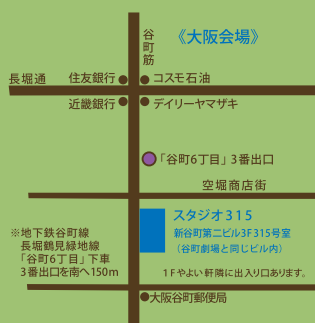 《大阪会場》
谷町筋
長堀通
住友銀行
コスモ石油
近畿銀行
デイリーヤマザキ
「谷町6丁目」3番出口
空堀商店街
スタジオ315
新谷町第二ビル3F315号室
（谷町劇場と同じビル内）
※地下鉄谷町線
長堀鶴見緑地線
「谷町6丁目」下車
3番出口を南へ150m
1Fやよい軒隣に出入り口あります。
大阪谷町郵便局